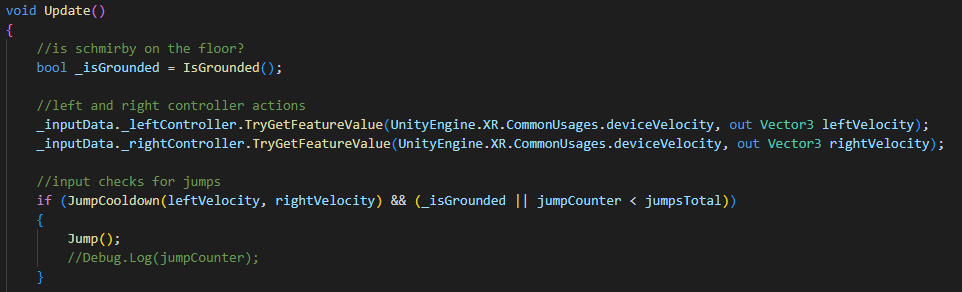 void Update()
{
//is schmirby on the floor?
bool _isGrounded = IsGrounded();
//left and right controller actions
_inputData._leftController.TryGetFeatureValue(UnityEngine.XR.CommonUsages.deviceVelocity, out Vector3 leftVelocity);
_inputData._rightController.TryGetFeatureValue(UnityEngine.XR.CommonUsages.deviceVelocity, out Vector3 rightVelocity);
//input checks for jumps
if (JumpCooldown(leftVelocity, rightVelocity) && (_isGrounded || jumpCounter < jumpsTotal))
{
Jump();
//Debug.Log(jumpCounter);
}